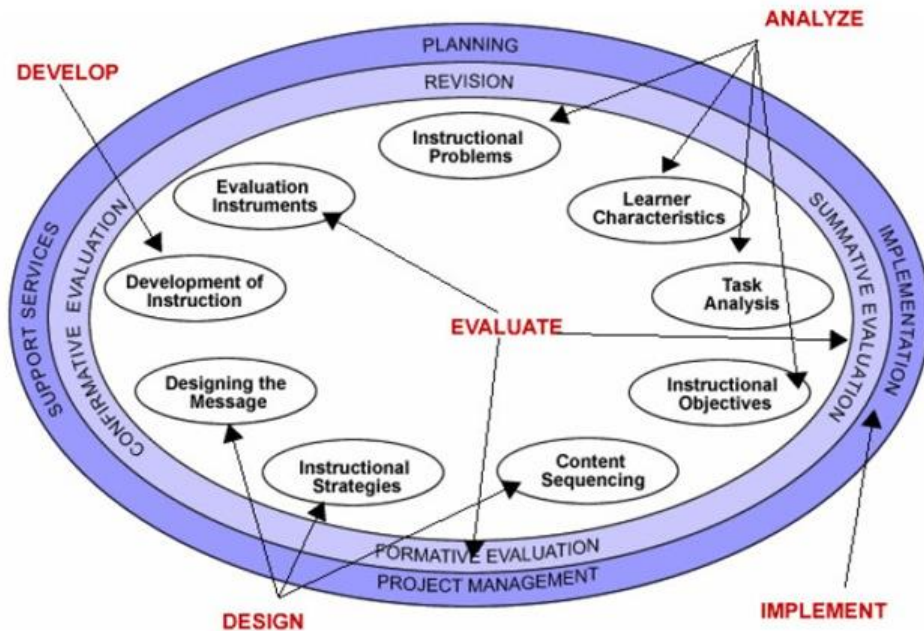 ANALYZE
DEVELOP
PLANNING
REVISION
Instructional
Problems
Evaluation
Instruments
Learner
Characteristics
SUPPORT SERVICES
CONFIRMATIVE EVALUATION
SUMMATIVE EVALUATION
IMPLEMENTATION
Development of
Instruction
Task
Analysis
EVALUATE
Designing the
Message
Instructional
Objectives
Instructional
Strategies
Content
Sequencing
FORMATIVE EVALUATION
PROJECT MANAGEMENT
DESIGN
IMPLEMENT